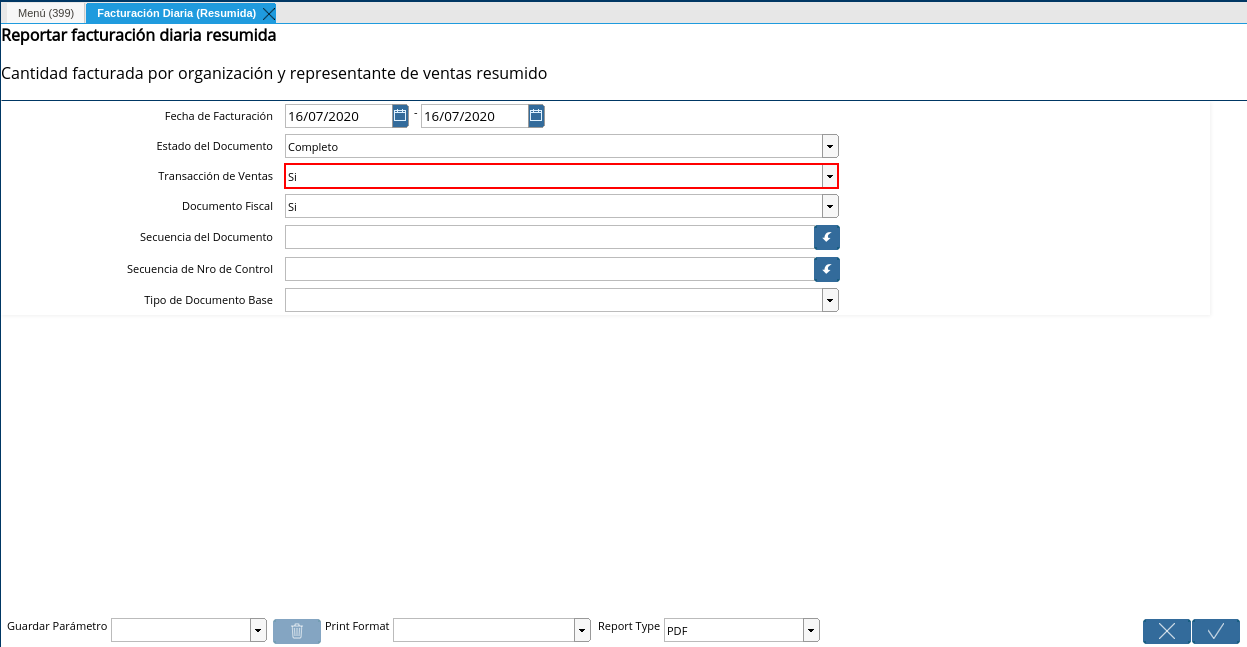 Menú (399) Facturación Diaria (Resumida)
Reportar facturación diaria resumida
Cantidad facturada por organización y representante de ventas resumido
Fecha de Facturación 16/07/2020 - 16/07/2020
Estado del Documento Completo
Transacción de Ventas Si
Documento Fiscal Si
Secuencia del Documento
Secuencia de Nro de Control
Tipo de Documento Base
Guardar Parámetro Print Format Report Type PDF